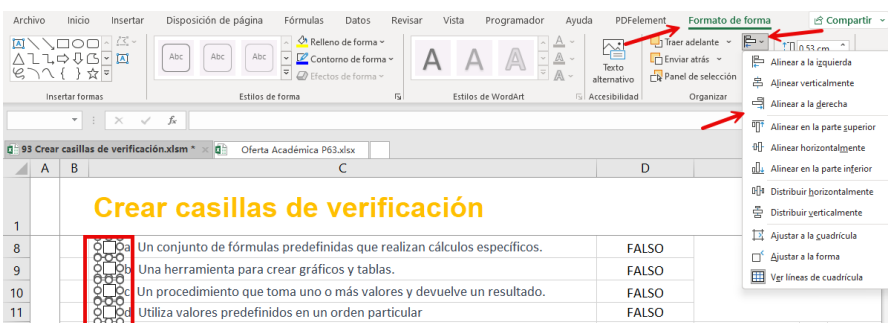 Archivo Inicio Insertar Disposición de página Fórmulas Datos Revisar Vista Programador Ayuda PDFelement Formato de forma Compartir
Abc Abc Abc
Relleno de forma
Contorno de forma
Efectos de forma
A A A
Texto alternativo
Traer adelante
Enviar atrás
Panel de selección
0,53 cm
Insertar formas Estilos de forma Estilos de WordArt Accesibilidad Organizar
Alinear a la izquierda
Alinear verticalmente
Alinear a la derecha
Alinear en la parte superior
Alinear horizontalmente
Alinear en la parte inferior
Distribuir horizontalmente
Distribuir verticalmente
Ajustar a la cuadrícula
Ajustar a la forma
Ver líneas de cuadrícula
fx
93 Crear casillas de verificación.xlsm * Oferta Académica P63.xlsx
A B C D
1 Crear casillas de verificación
8 a Un conjunto de fórmulas predefinidas que realizan cálculos específicos. FALSO
9 b Una herramienta para crear gráficos y tablas. FALSO
10 c Un procedimiento que toma uno o más valores y devuelve un resultado. FALSO
11 d Utiliza valores predefinidos en un orden particular FALSO